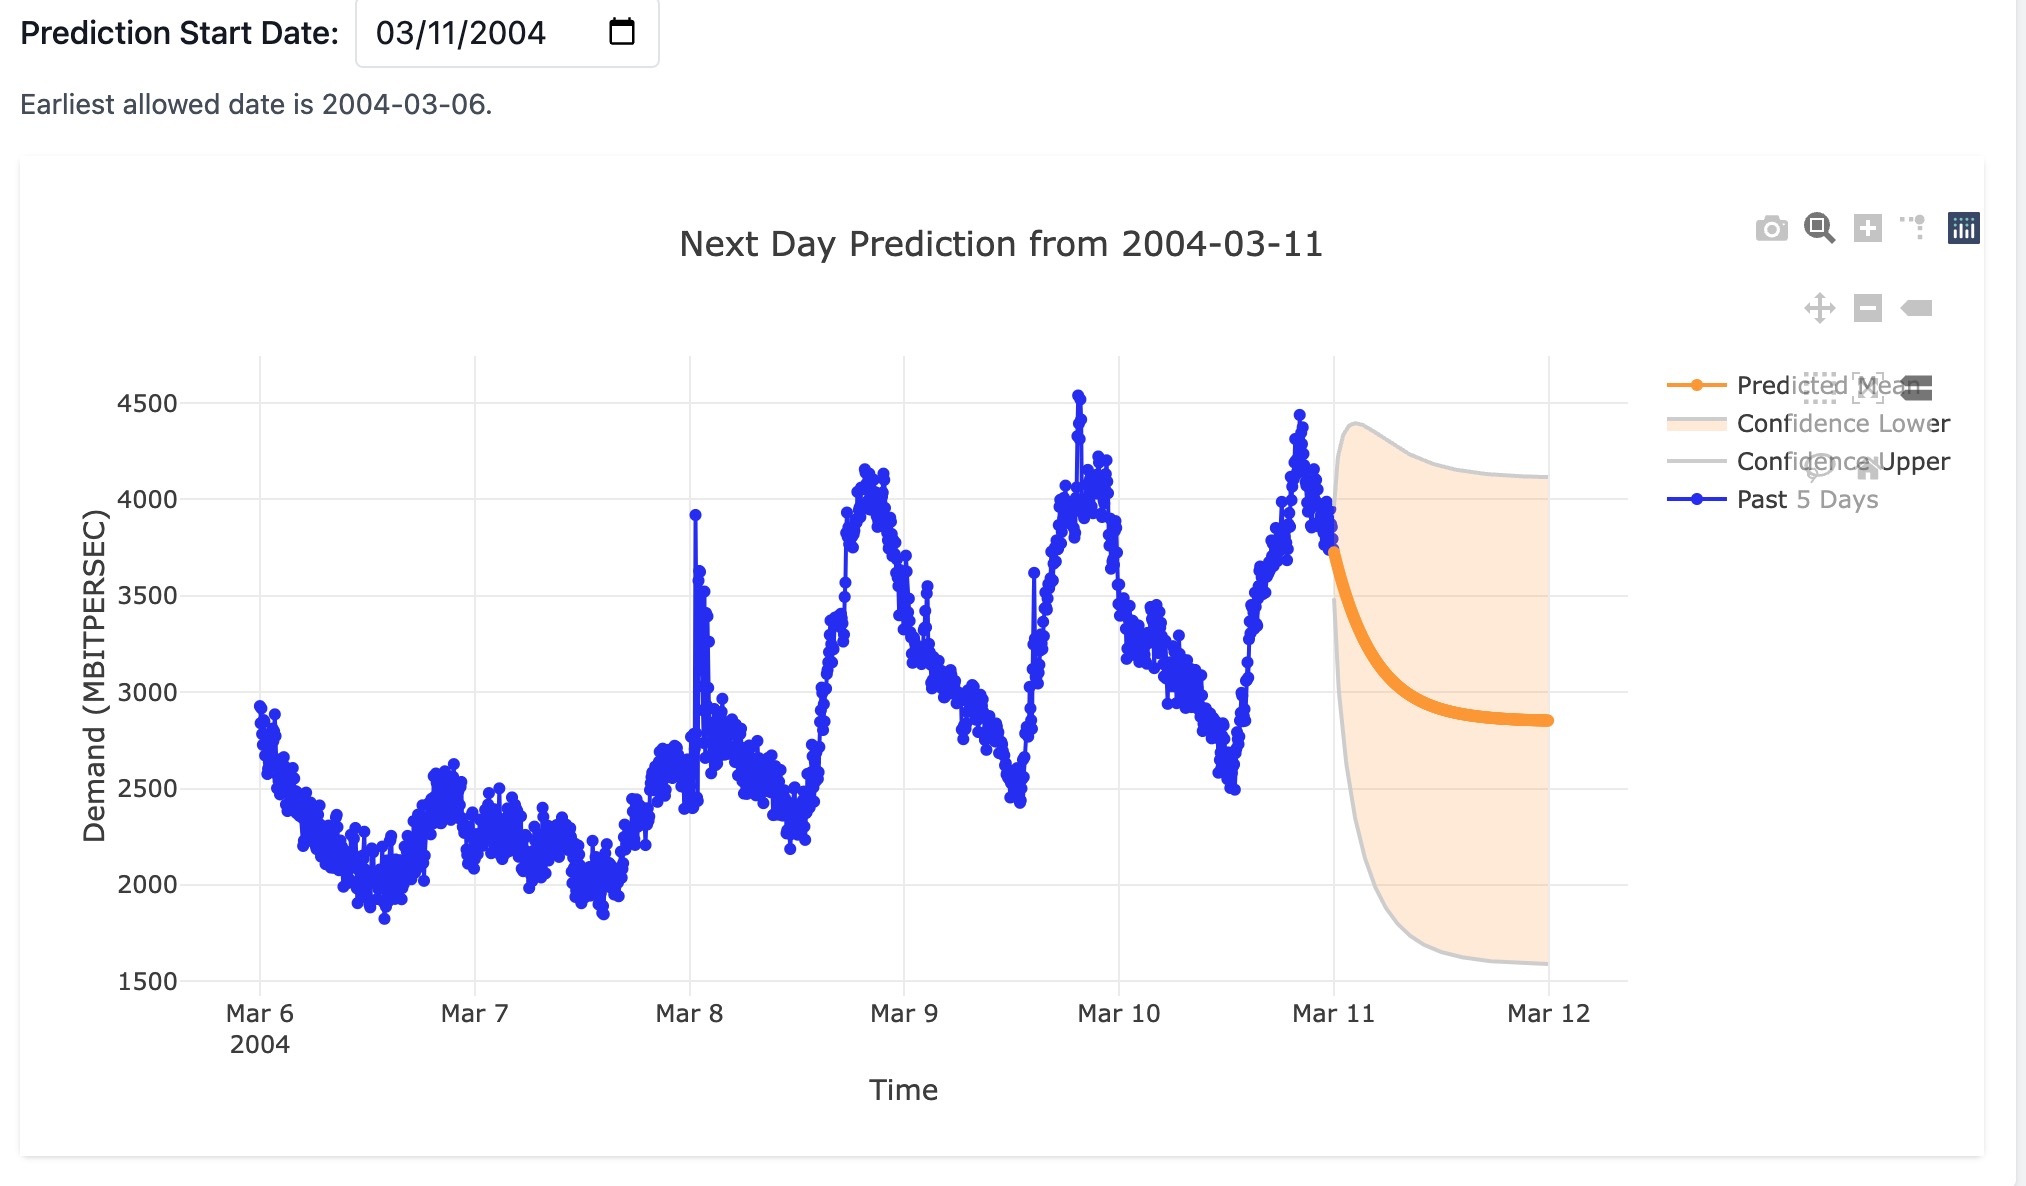 Prediction Start Date: 03/11/2004
Earliest allowed date is 2004-03-06.
Next Day Prediction from 2004-03-11
Predicted Mean
Confidence Lower
Confidence Upper
Past 5 Days
Demand (MBITPERSEC)
4500
4000
3500
3000
2500
2000
1500
Mar 6
2004
Mar 7
Mar 8
Mar 9
Mar 10
Mar 11
Mar 12
Time